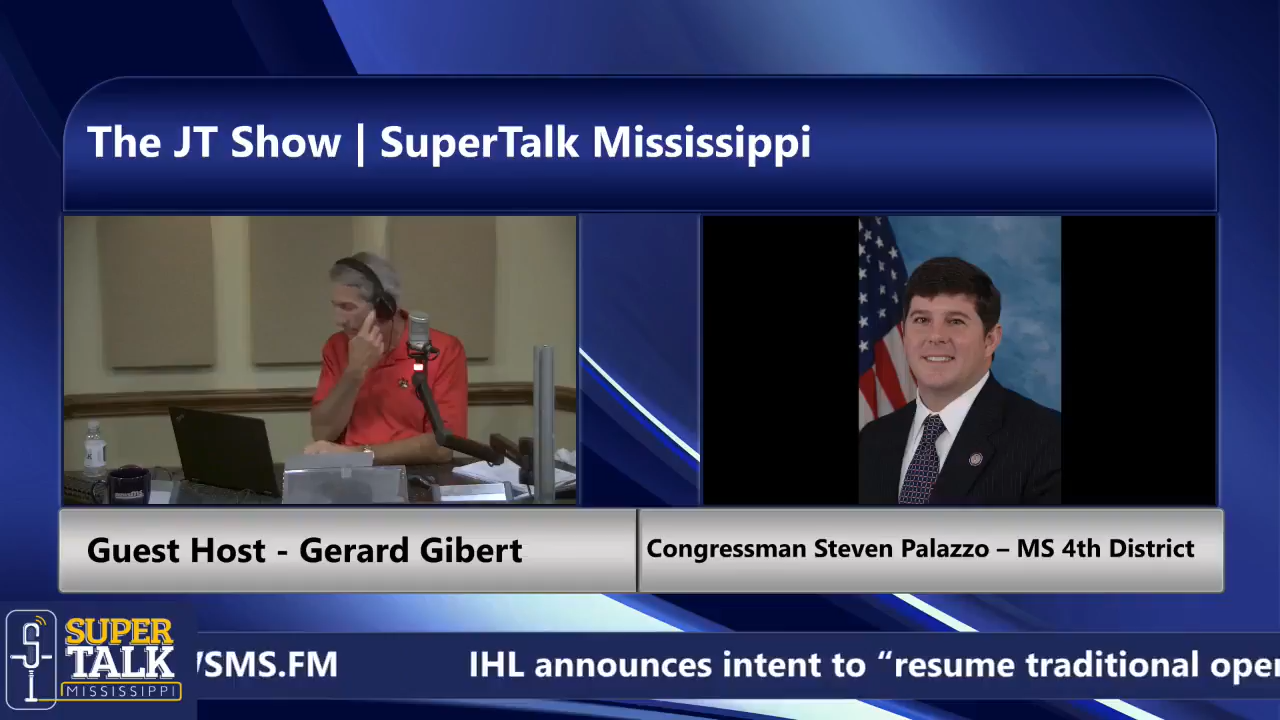 The JT Show | SuperTalk Mississippi
Guest Host - Gerard Gibert
Congressman Steven Palazzo – MS 4th District
SUPER
TALK
MISSISSIPPI
SMS.FM
IHL announces intent to “resume traditional oper